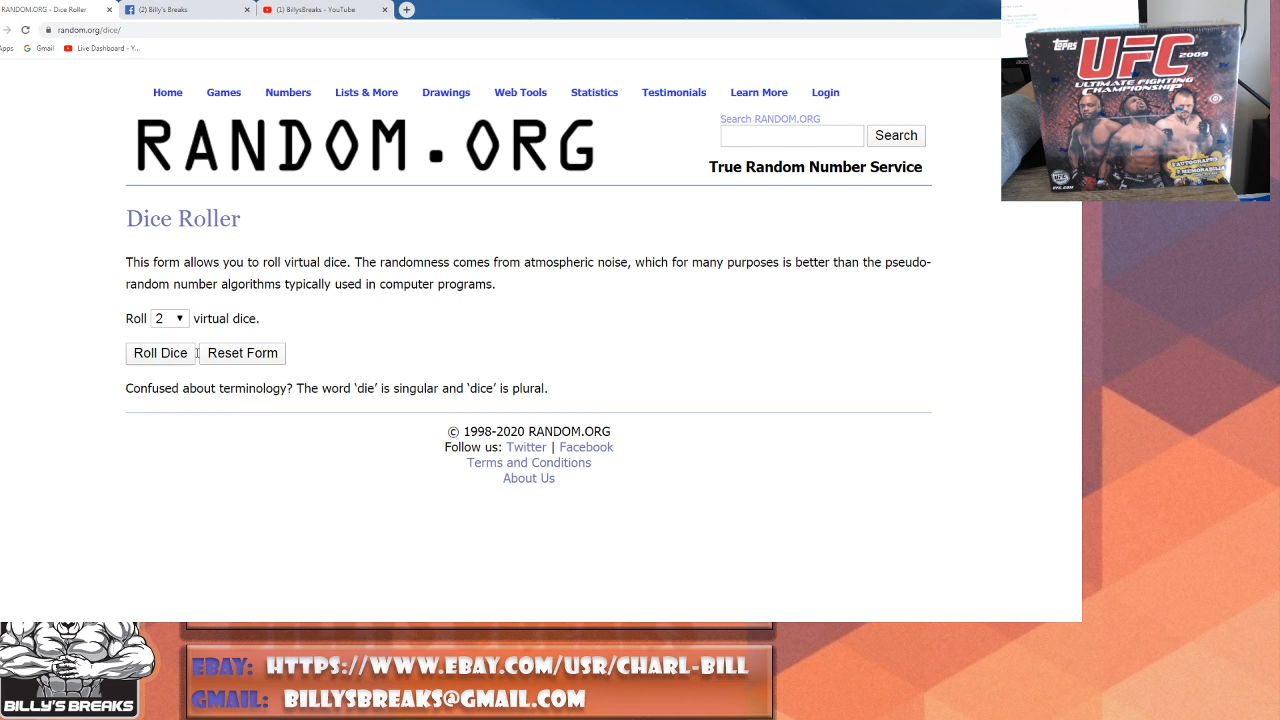 RANDOM.ORG - Dice Roller
(2) Billy's Breaks
(1) BillysBreaks - YouTube
random.org/dice/
Apps
Gmail
Live Dashboard - Y...
Home
Games
Numbers
Lists & More
Drawings
Web Tools
Statistics
Testimonials
Learn More
Login
RANDOM.ORG
Search RANDOM.ORG
Search
True Random Number Service
Dice Roller
This form allows you to roll virtual dice. The randomness comes from atmospheric noise, which for many purposes is better than the pseudo-
random number algorithms typically used in computer programs.
Roll 2 virtual dice.
Roll Dice
Reset Form
Confused about terminology? The word ‘die’ is singular and ‘dice’ is plural.
© 1998-2020 RANDOM.ORG
Follow us: Twitter | Facebook
Terms and Conditions
About Us
Topps
UFC
2009
ULTIMATE FIGHTING
CHAMPIONSHIP
AUTOGRAPHS
MEMORABILIA
UFC.COM
BILLY'S BREAKS
EBAY: HTTPS://WWW.EBAY.COM/USR/CHARL-BILL
GMAIL: BILLYSBREAKS@GMAIL.COM